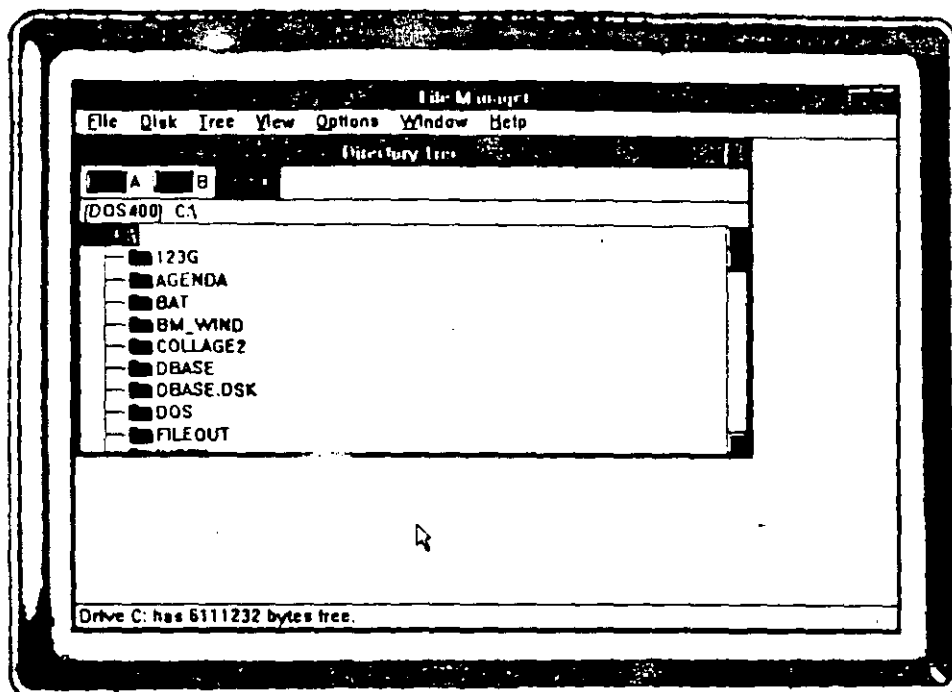 File Manager
File Disk Tree View Options Window Help
Directory Tree
A B
[DOS400] C:\
123G
AGENDA
BAT
BM_WIND
COLLAGE2
DBASE
DBASE.DSK
DOS
FILEOUT
Drive C: has 6111232 bytes free.